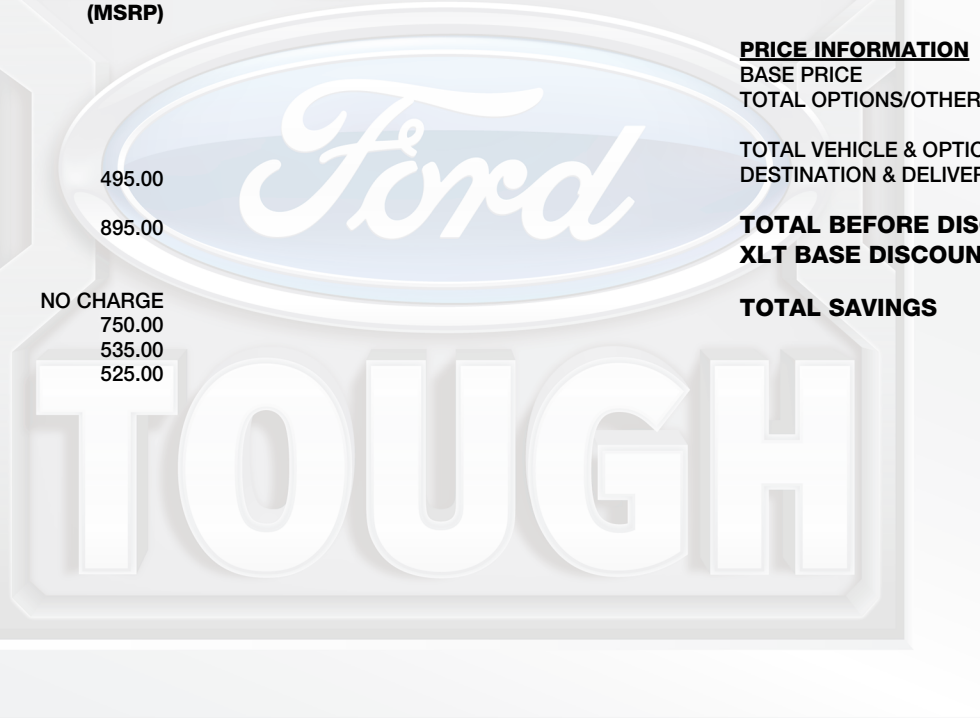 (MSRP)
495.00
895.00
NO CHARGE
750.00
535.00
525.00
PRICE INFORMATION
BASE PRICE
TOTAL OPTIONS/OTHER
TOTAL VEHICLE & OPTIO
DESTINATION & DELIVER
TOTAL BEFORE DIS
XLT BASE DISCOUN
TOTAL SAVINGS
Ford
TOUGH